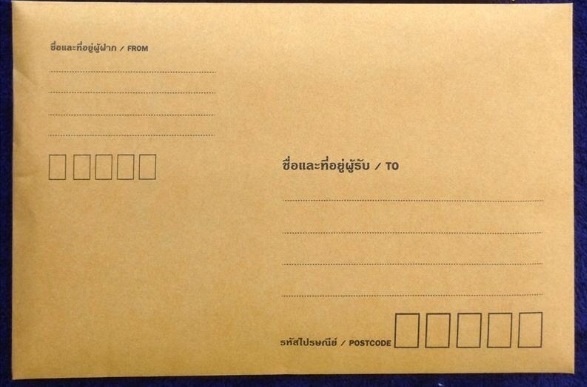 ชื่อและที่อยู่ผู้ฝาก / FROM
ชื่อและที่อยู่ผู้รับ / TO
รหัสไปรษณีย์ / POSTCODE